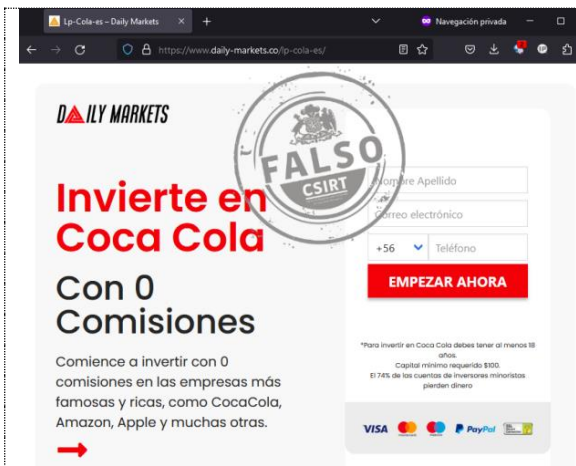 Lp-Cola-es – Daily Markets
Navegación privada
https://www.daily-markets.co/lp-cola-es/
DAILY MARKETS
FALSO
CSIRT
Invierte en
Coca Cola
Con 0
Comisiones
Comience a invertir con 0
comisiones en las empresas más
famosas y ricas, como CocaCola,
Amazon, Apple y muchas otras.
Nombre Apellido
Correo electrónico
+56 Teléfono
EMPEZAR AHORA
*Para invertir en Coca Cola debes tener al menos 18
años.
Capital mínimo requerido $100.
El 74% de las cuentas de inversores minoristas
pierden dinero
VISA PayPal